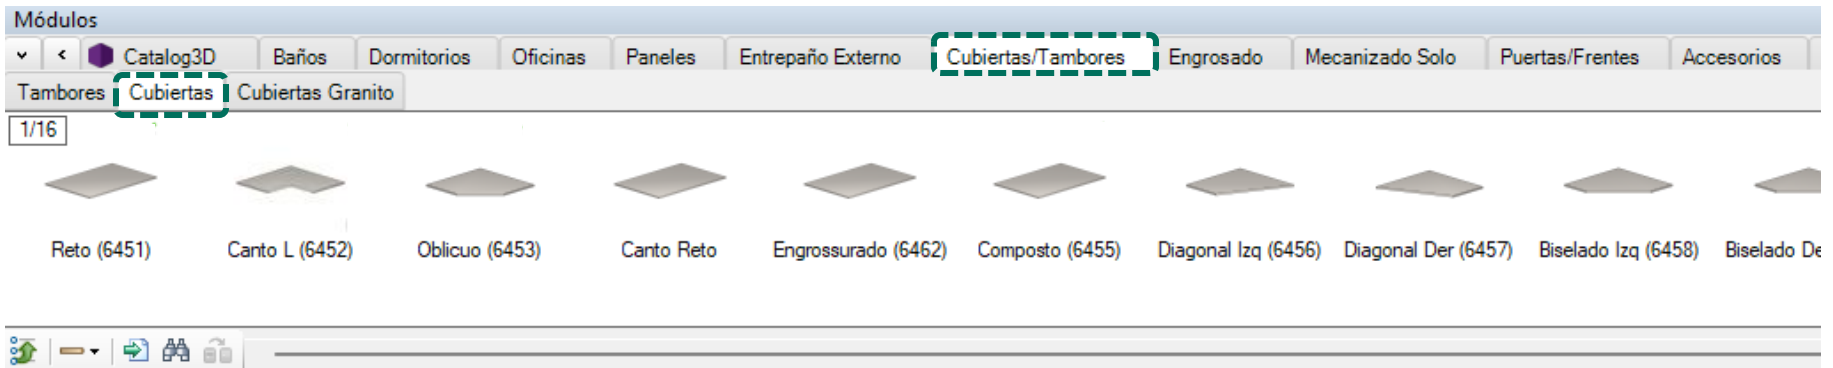 Módulos
Catalog3D Baños Dormitorios Oficinas Paneles Entrepaño Externo Cubiertas/Tambores Engrosado Mecanizado Solo Puertas/Frentes Accesorios
Tambores Cubiertas Cubiertas Granito
1/16
Reto (6451) Canto L (6452) Oblicuo (6453) Canto Reto Engrossurado (6462) Composto (6455) Diagonal Izq (6456) Diagonal Der (6457) Biselado Izq (6458) Biselado De